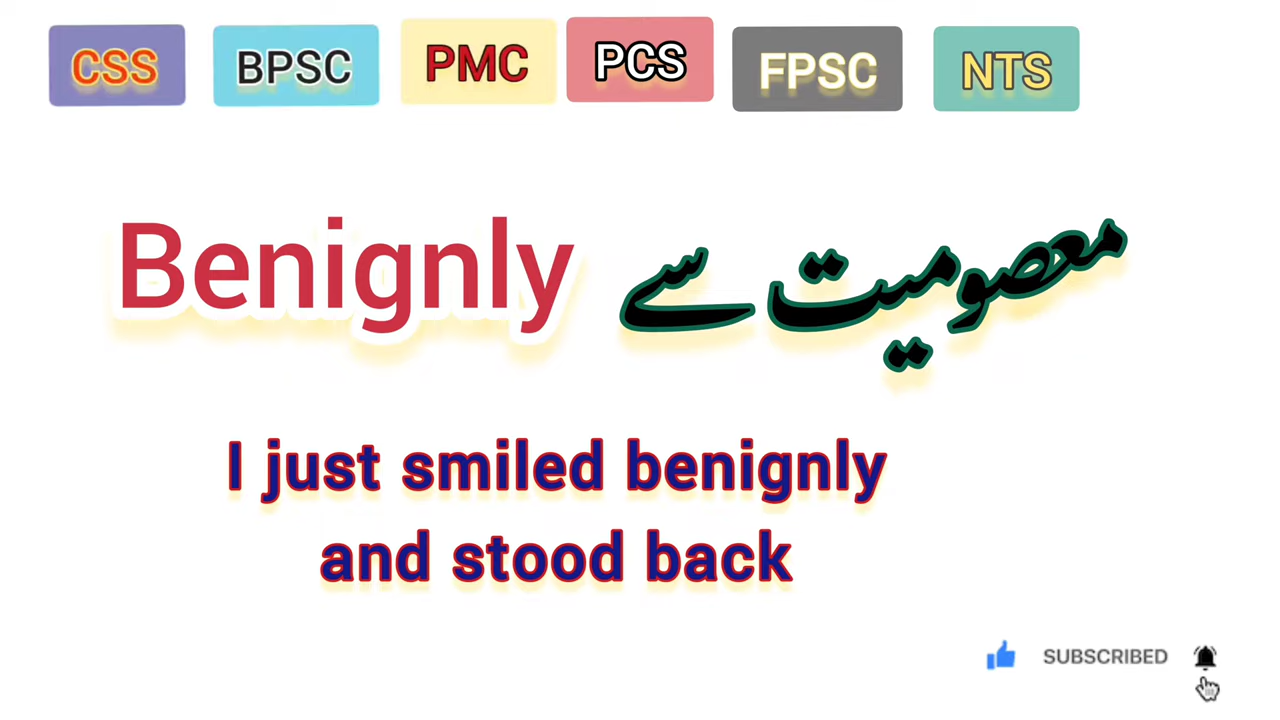 CSS BPSC PMC PCS FPSC NTS
Benignly معصومیت سے
I just smiled benignly
and stood back
SUBSCRIBED